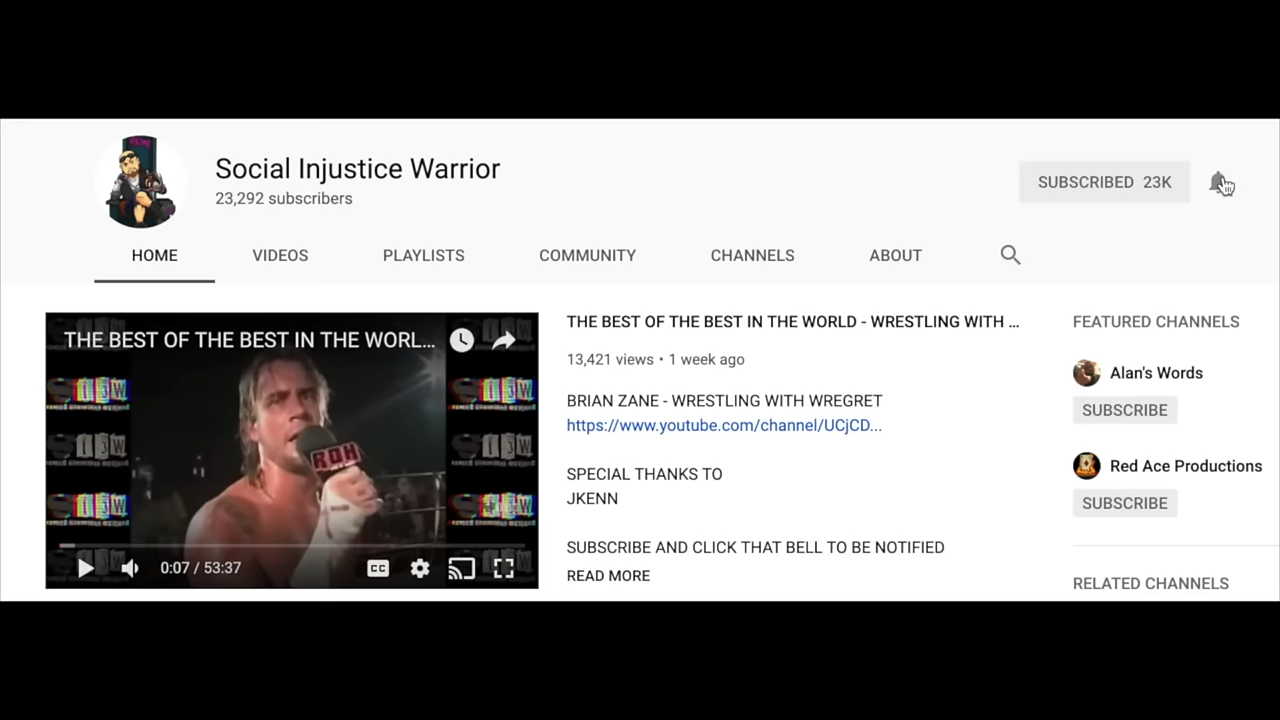 Social Injustice Warrior
23,292 subscribers
SUBSCRIBED 23K
HOME VIDEOS PLAYLISTS COMMUNITY CHANNELS ABOUT
THE BEST OF THE BEST IN THE WORL...
ROH
0:07 / 53:37
CC
THE BEST OF THE BEST IN THE WORLD - WRESTLING WITH ...
13,421 views • 1 week ago
BRIAN ZANE - WRESTLING WITH WREGRET
https://www.youtube.com/channel/UCjCD...
SPECIAL THANKS TO
JKENN
SUBSCRIBE AND CLICK THAT BELL TO BE NOTIFIED
READ MORE
FEATURED CHANNELS
Alan's Words
SUBSCRIBE
Red Ace Productions
SUBSCRIBE
RELATED CHANNELS